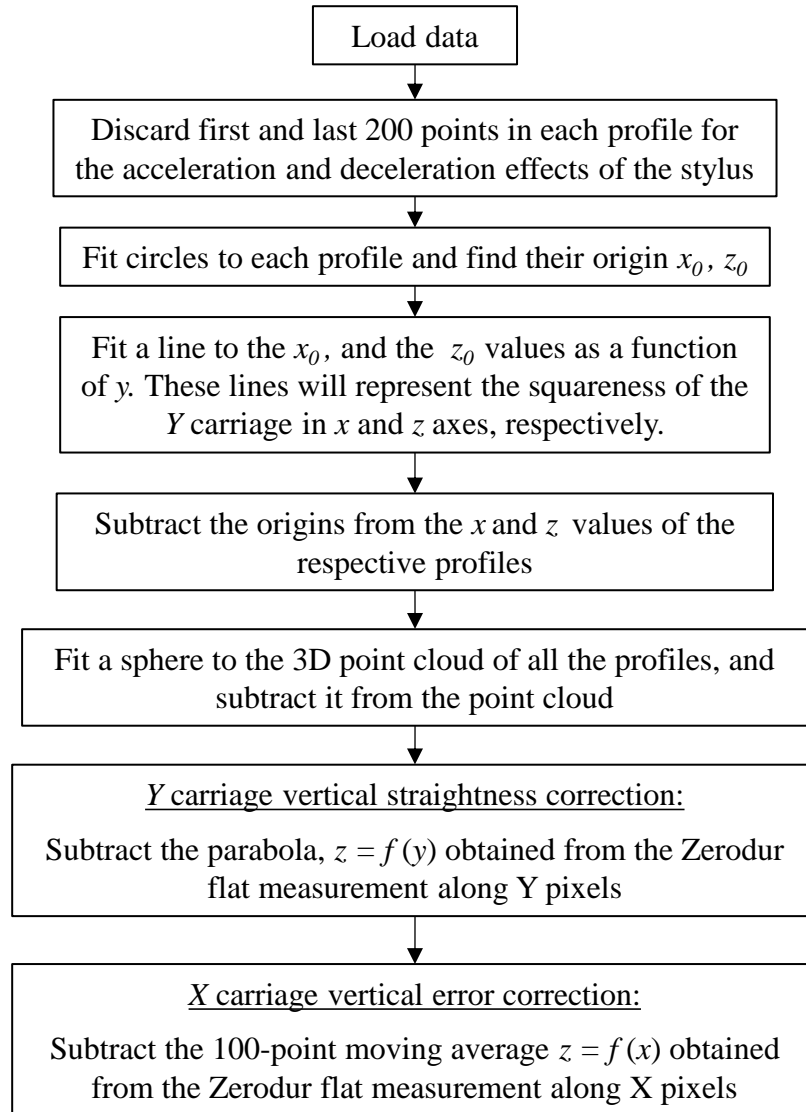 Load data
Discard first and last 200 points in each profile for
the acceleration and deceleration effects of the stylus
Fit circles to each profile and find their origin x₀, z₀
Fit a line to the x₀, and the z₀ values as a function
of y. These lines will represent the squareness of the
Y carriage in x and z axes, respectively.
Subtract the origins from the x and z values of the
respective profiles
Fit a sphere to the 3D point cloud of all the profiles, and
subtract it from the point cloud
Y carriage vertical straightness correction:
Subtract the parabola, z = f (y) obtained from the Zerodur
flat measurement along Y pixels
X carriage vertical error correction:
Subtract the 100-point moving average z = f (x) obtained
from the Zerodur flat measurement along X pixels